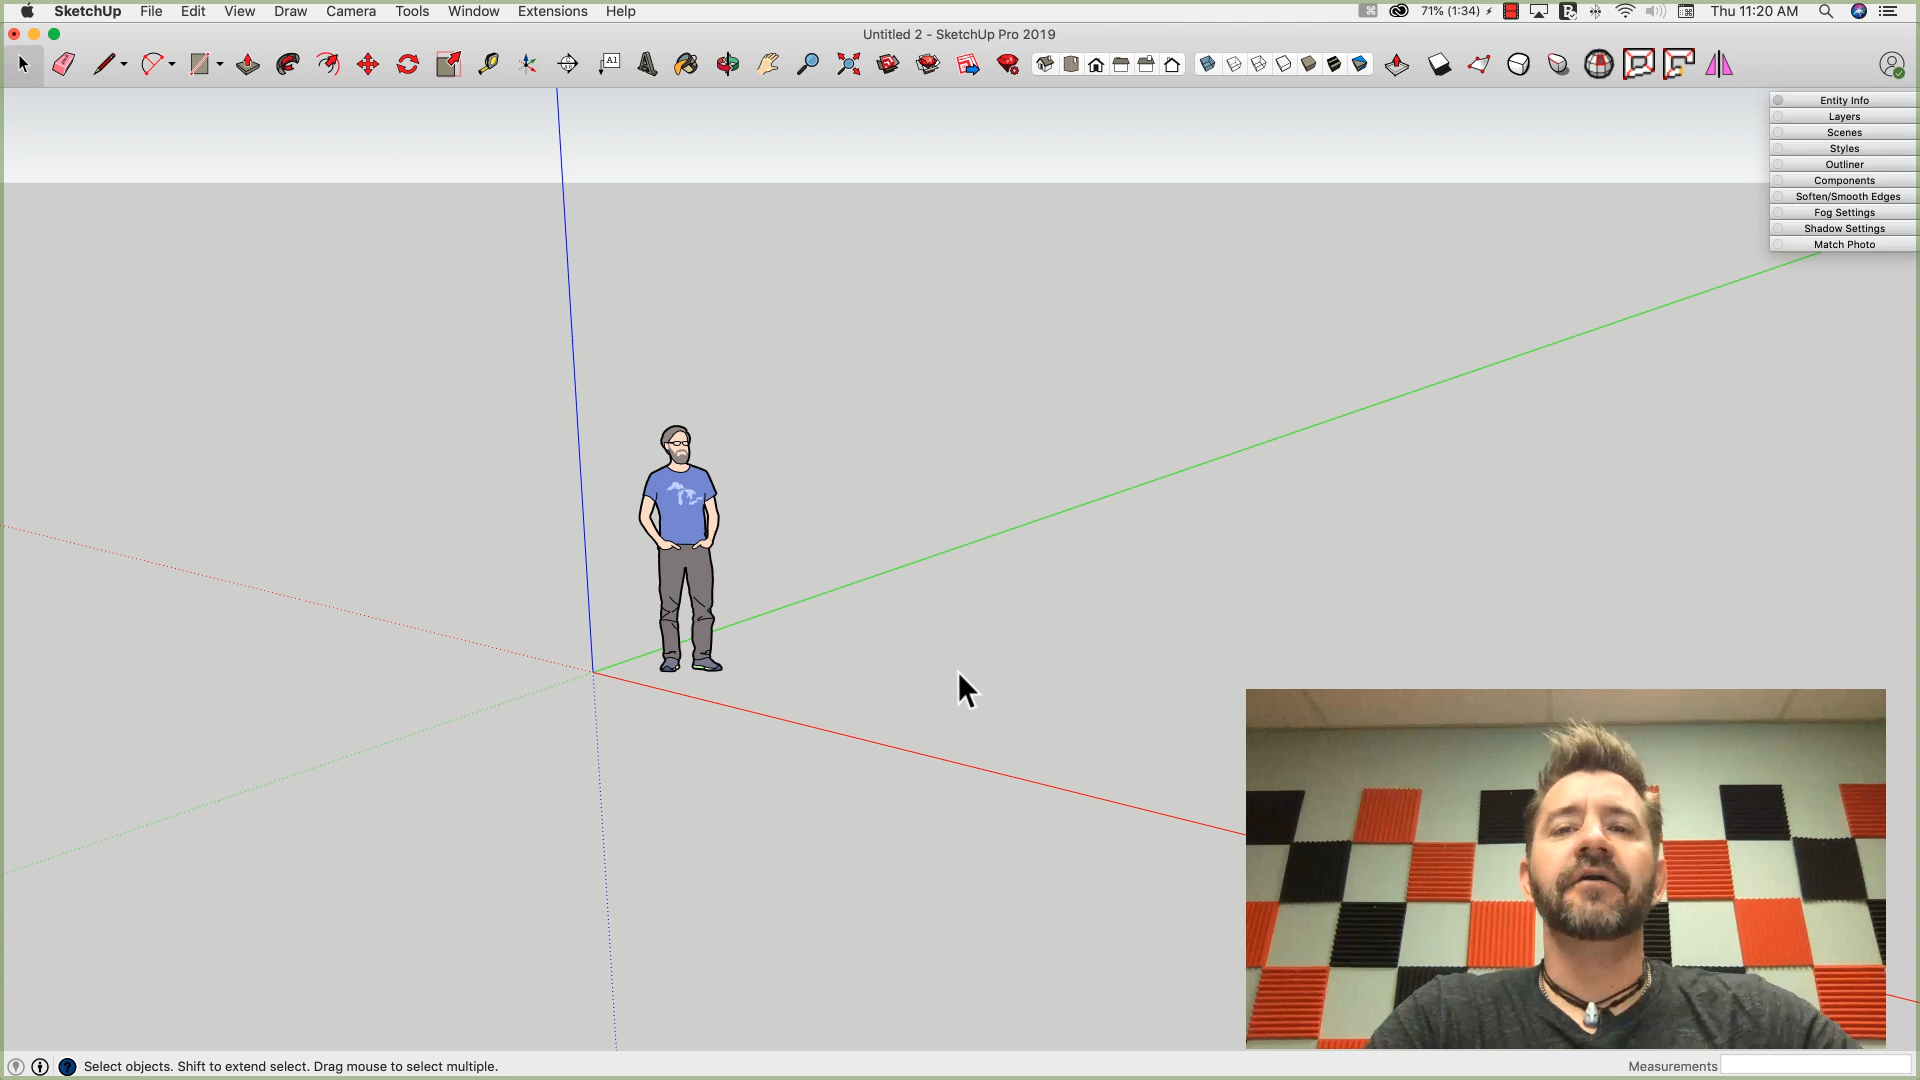 SketchUp File Edit View Draw Camera Tools Window Extensions Help 71% (1:34) Thu 11:20 AM
Untitled 2 - SketchUp Pro 2019
A1
Entity Info
Layers
Scenes
Styles
Outliner
Components
Soften/Smooth Edges
Fog Settings
Shadow Settings
Match Photo
Select objects. Shift to extend select. Drag mouse to select multiple.
Measurements